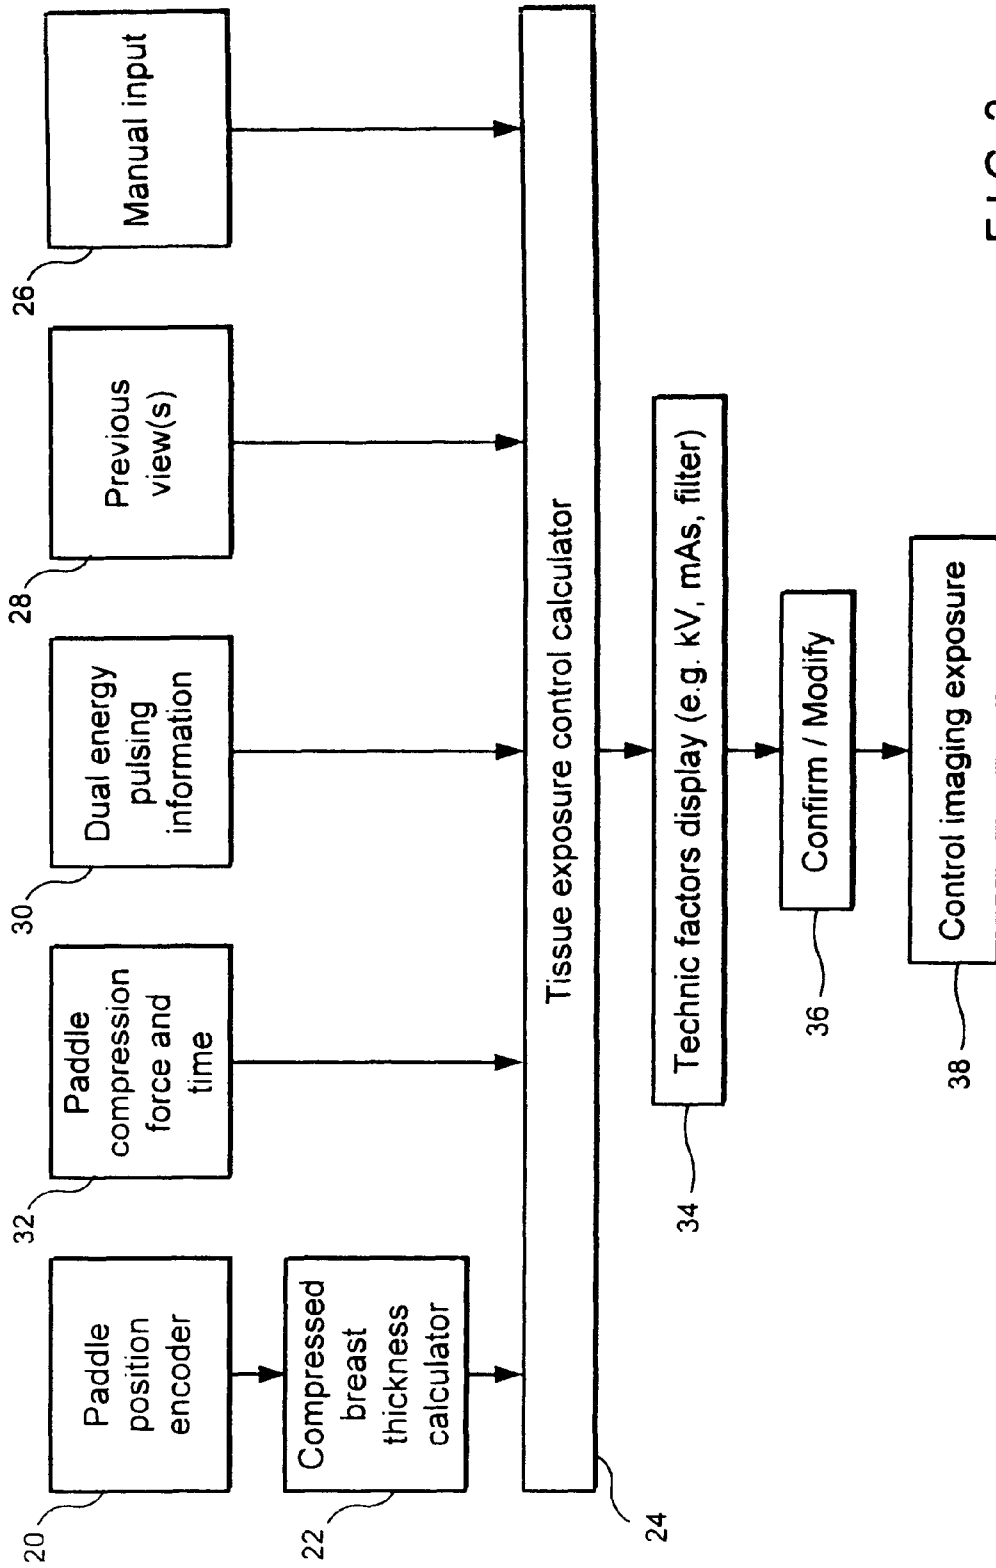 20
Paddle
position
encoder
32
Paddle
compression
force and
time
30
Dual energy
pulsing
information
28
Previous
view(s)
26
Manual input
22
Compressed
breast
thickness
calculator
24
Tissue exposure control calculator
34
Technic factors display (e.g. kV, mAs, filter)
36
Confirm / Modify
38
Control imaging exposure
FIG.